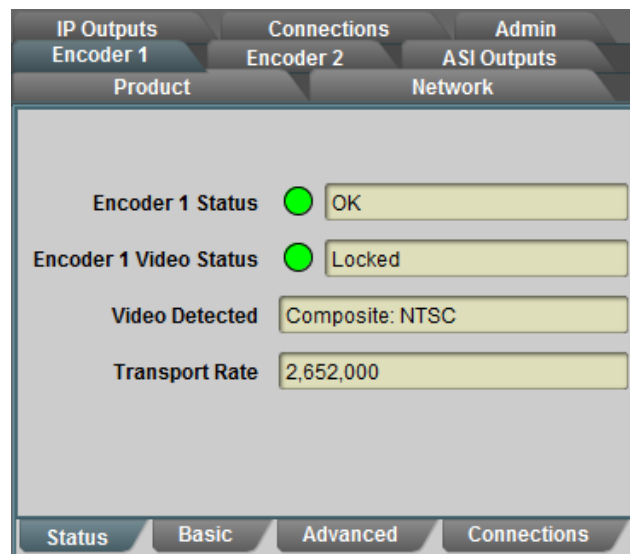 IP Outputs Connections Admin
Encoder 1 Encoder 2 ASI Outputs
Product Network
Encoder 1 Status OK
Encoder 1 Video Status Locked
Video Detected Composite: NTSC
Transport Rate 2,652,000
Status Basic Advanced Connections